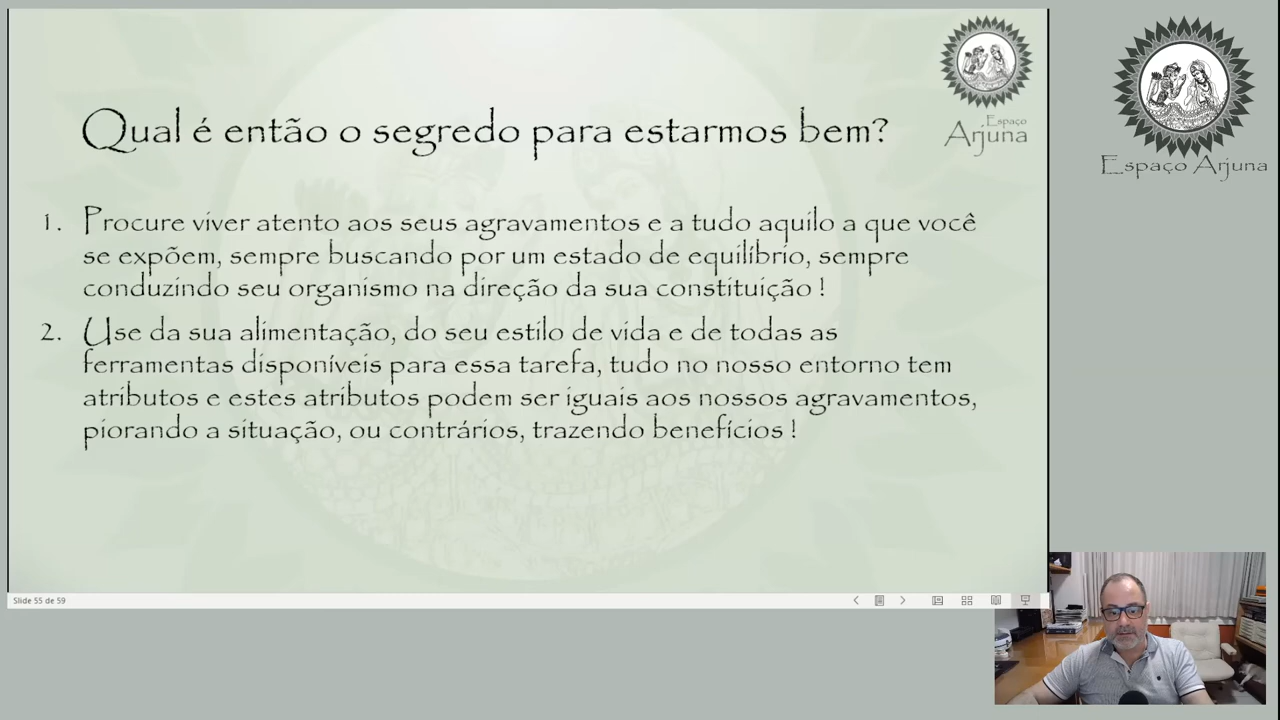 Qual é então o segredo para estarmos bem?
Espaço
Arjuna
Espaço Arjuna
1. Procure viver atento aos seus agravamentos e a tudo aquilo a que você
se expõem, sempre buscando por um estado de equilíbrio, sempre
conduzindo seu organismo na direção da sua constituição !
2. Use da sua alimentação, do seu estilo de vida e de todas as
ferramentas disponíveis para essa tarefa, tudo no nosso entorno tem
atributos e estes atributos podem ser iguais aos nossos agravamentos,
piorando a situação, ou contrários, trazendo benefícios !
Slide 55 de 59